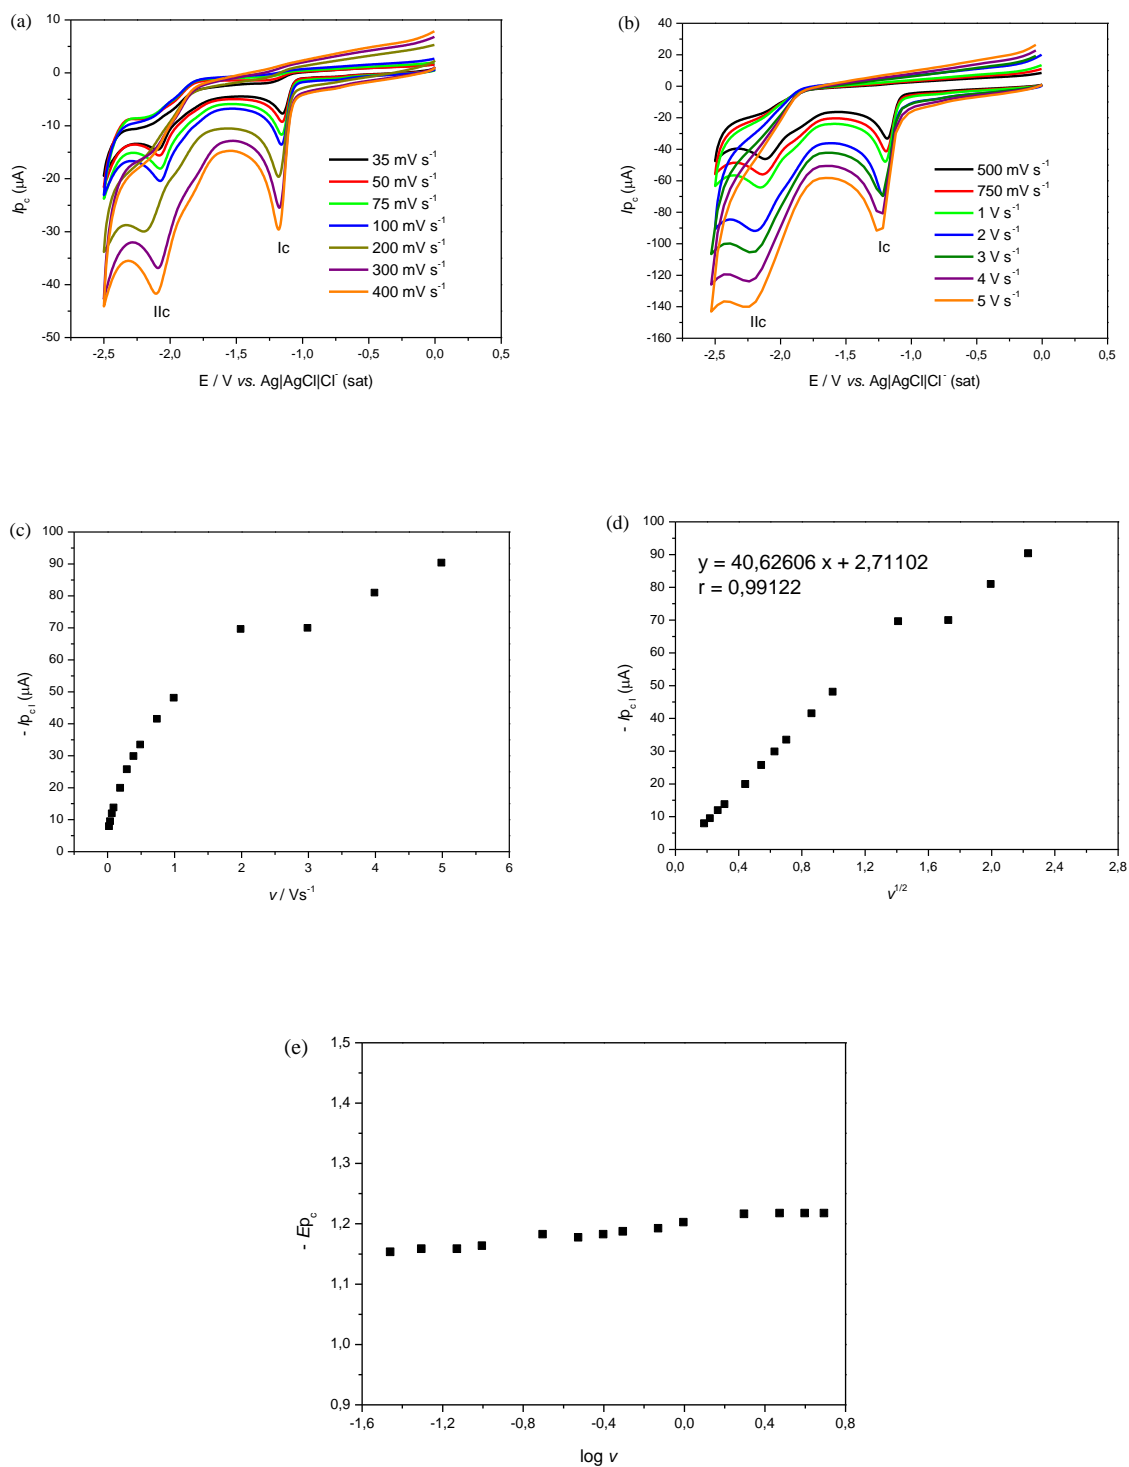 (a)
10
0
-10
-20
-30
-40
-50
Ip c (µA)
35 mV s-1
50 mV s-1
75 mV s-1
100 mV s-1
200 mV s-1
300 mV s-1
400 mV s-1
Ic
IIc
-2,5 -2,0 -1,5 -1,0 -0,5 0,0 0,5
E / V vs. Ag|AgCl|Cl- (sat)
(b)
40
20
0
-20
-40
-60
-80
-100
-120
-140
-160
Ip c (µA)
500 mV s-1
750 mV s-1
1 V s-1
2 V s-1
3 V s-1
4 V s-1
5 V s-1
Ic
IIc
-2,5 -2,0 -1,5 -1,0 -0,5 0,0 0,5
E / V vs. Ag|AgCl|Cl- (sat)
(c)
100
90
80
70
60
50
40
30
20
10
0
- Ip c I (µA)
0 1 2 3 4 5 6
v / Vs-1
(d)
100
90
80
70
60
50
40
30
20
10
0
- Ip c I (µA)
y = 40,62606 x + 2,71102
r = 0,99122
0,0 0,4 0,8 1,2 1,6 2,0 2,4 2,8
v1/2
(e)
1,5
1,4
1,3
1,2
1,1
1,0
0,9
- Ep c
-1,6 -1,2 -0,8 -0,4 0,0 0,4 0,8
log v